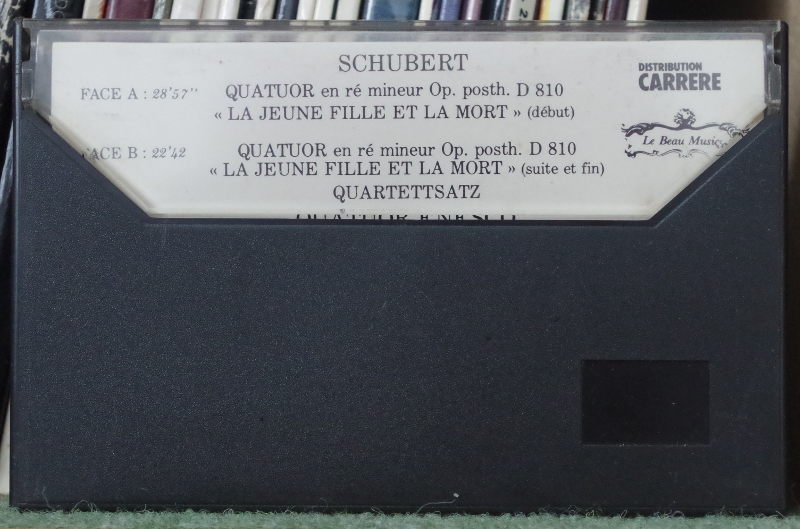 SCHUBERT
DISTRIBUTION
CARRERE
FACE A : 28'57" QUATUOR en ré mineur Op. posth. D 810
« LA JEUNE FILLE ET LA MORT » (début)
FACE B : 22'42 QUATUOR en ré mineur Op. posth. D 810
Le Beau Music
« LA JEUNE FILLE ET LA MORT » (suite et fin)
QUARTETTSATZ
QUATUOR